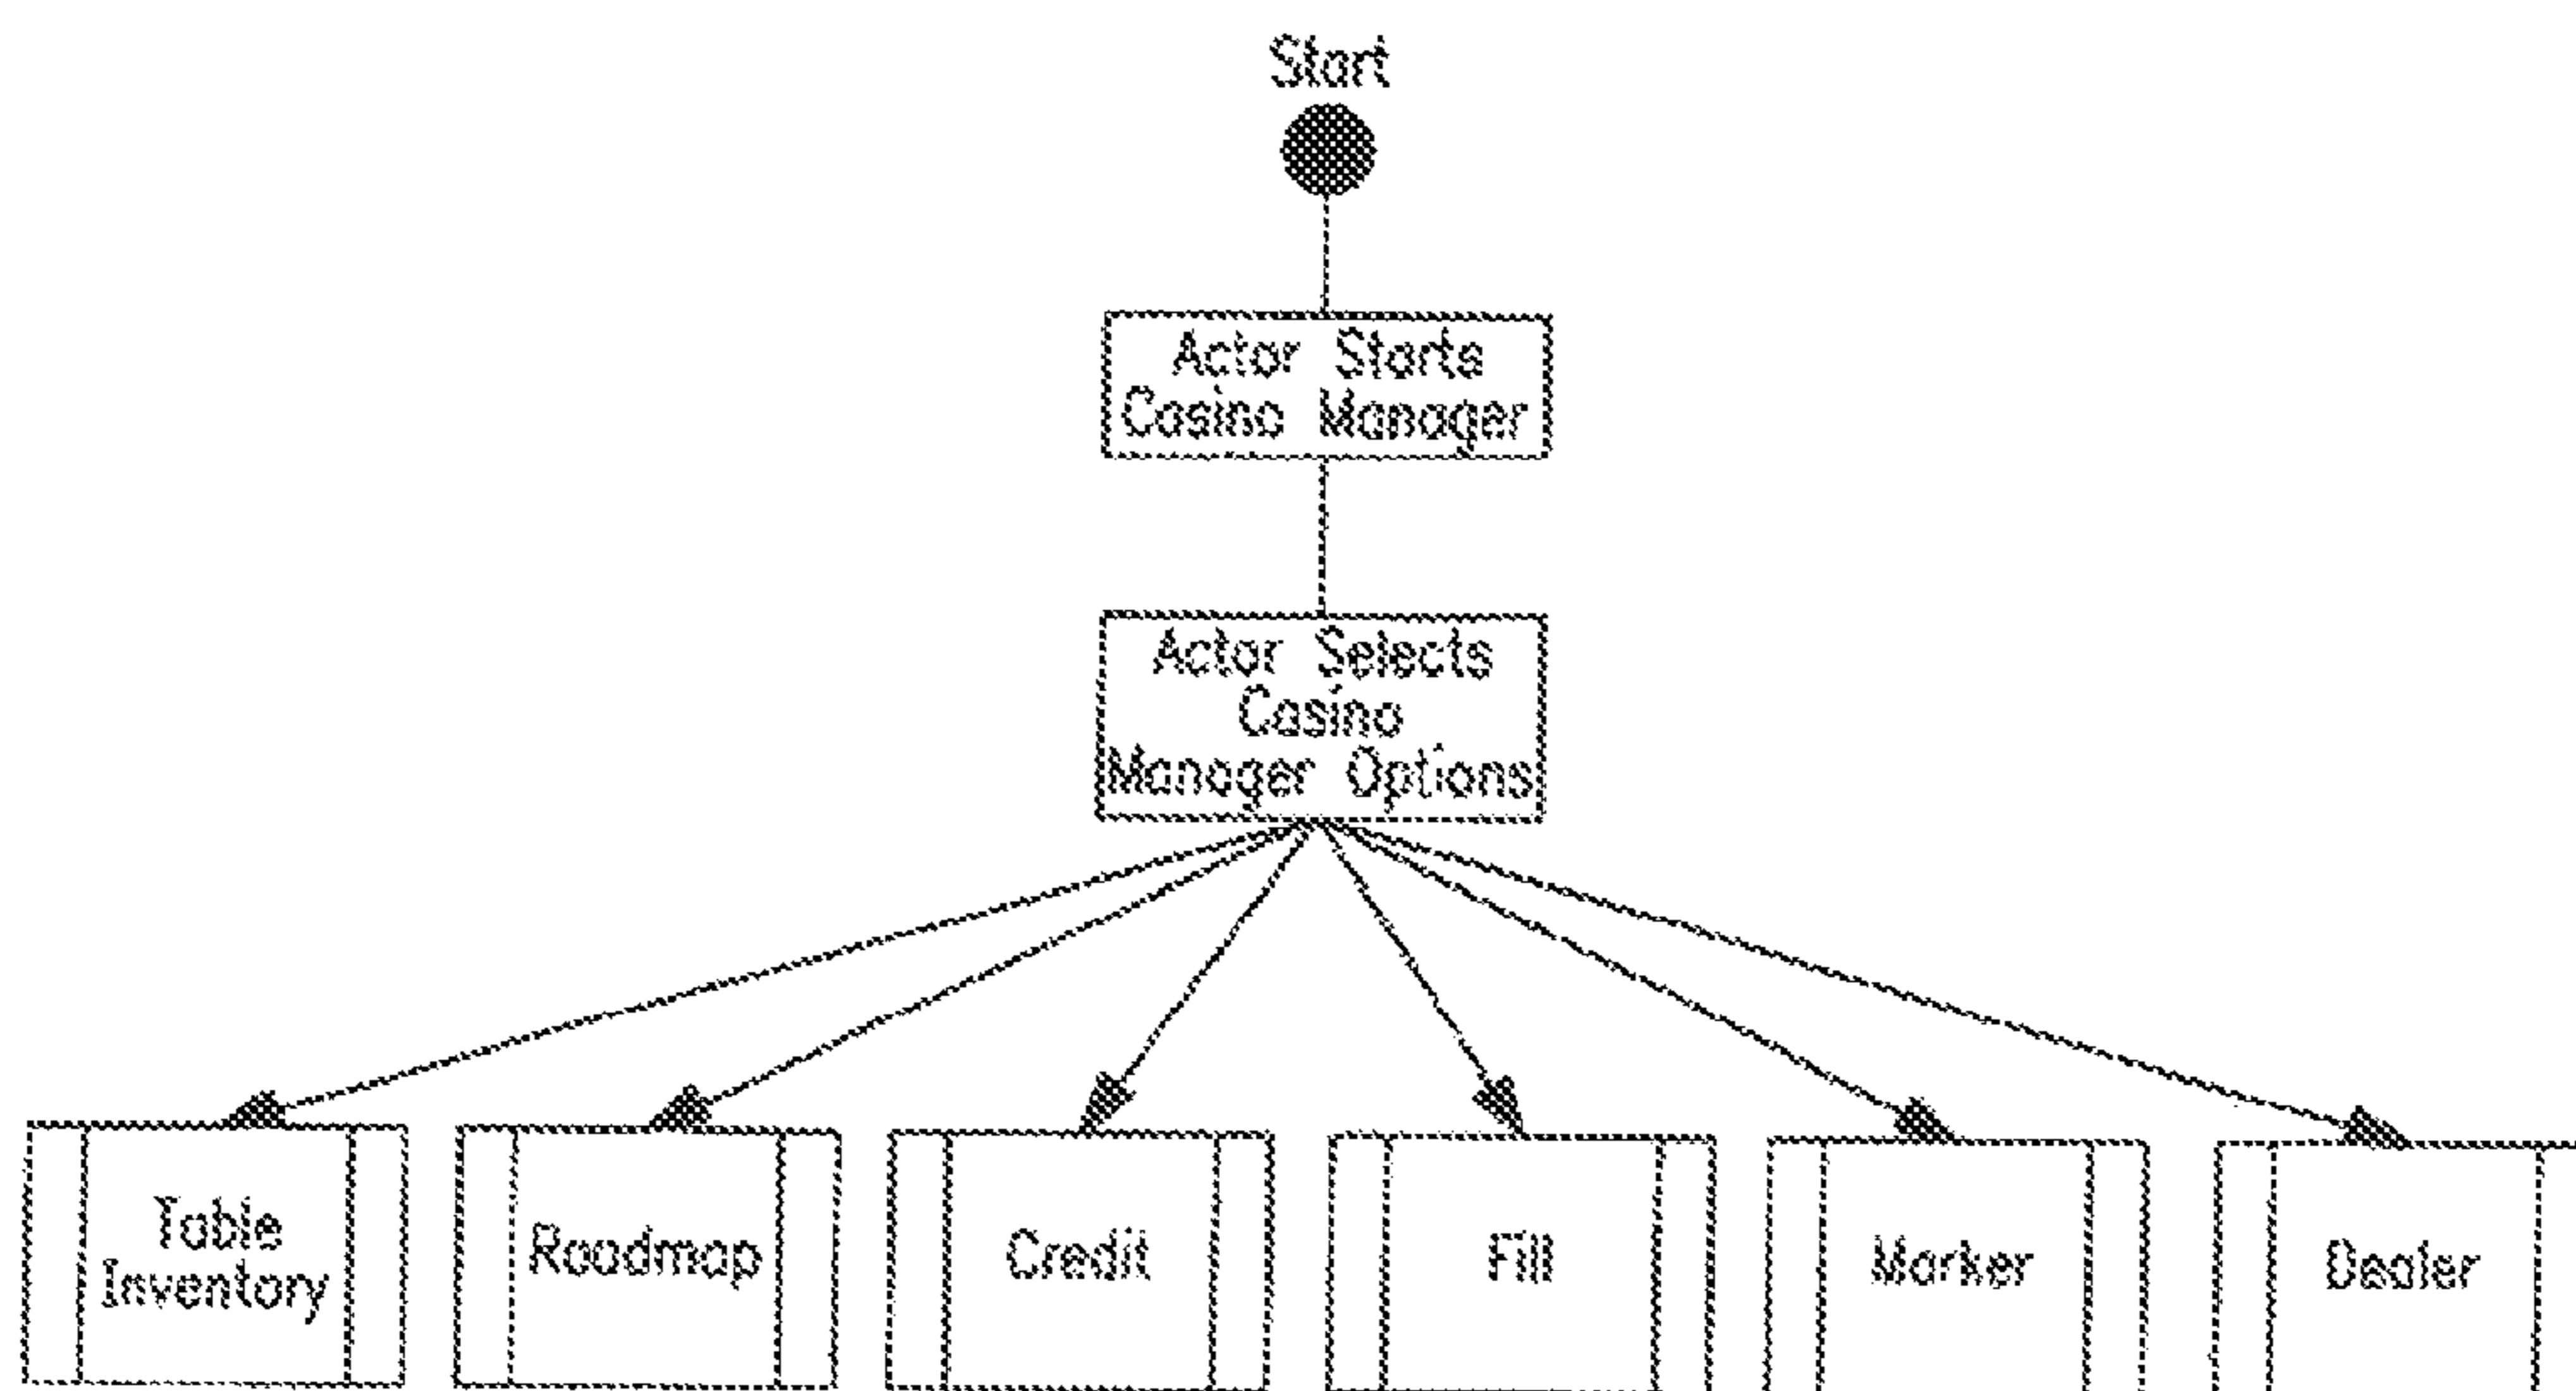 Start
Actor Starts
Casino Manager
Actor Selects
Casino
Manager Options
Table
Inventory
Roadmap
Credit
Fill
Marker
Dealer